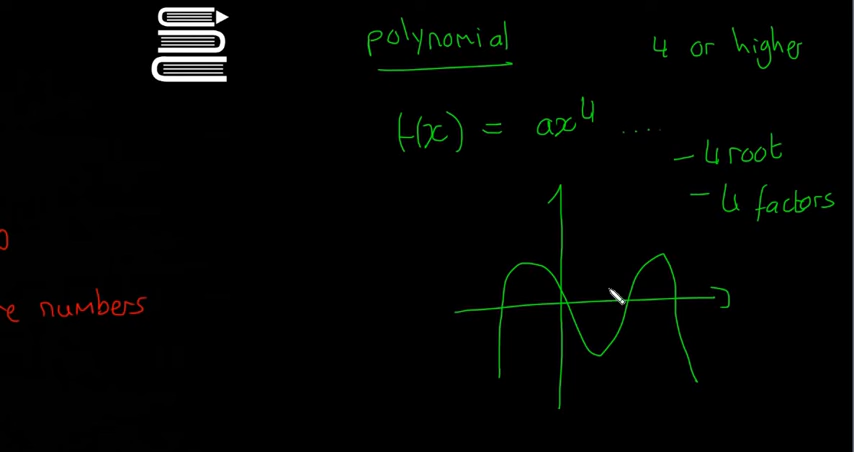 polynomial
4 or higher
f(x) = ax⁴ ....
- 4 root
- 4 factors
numbers